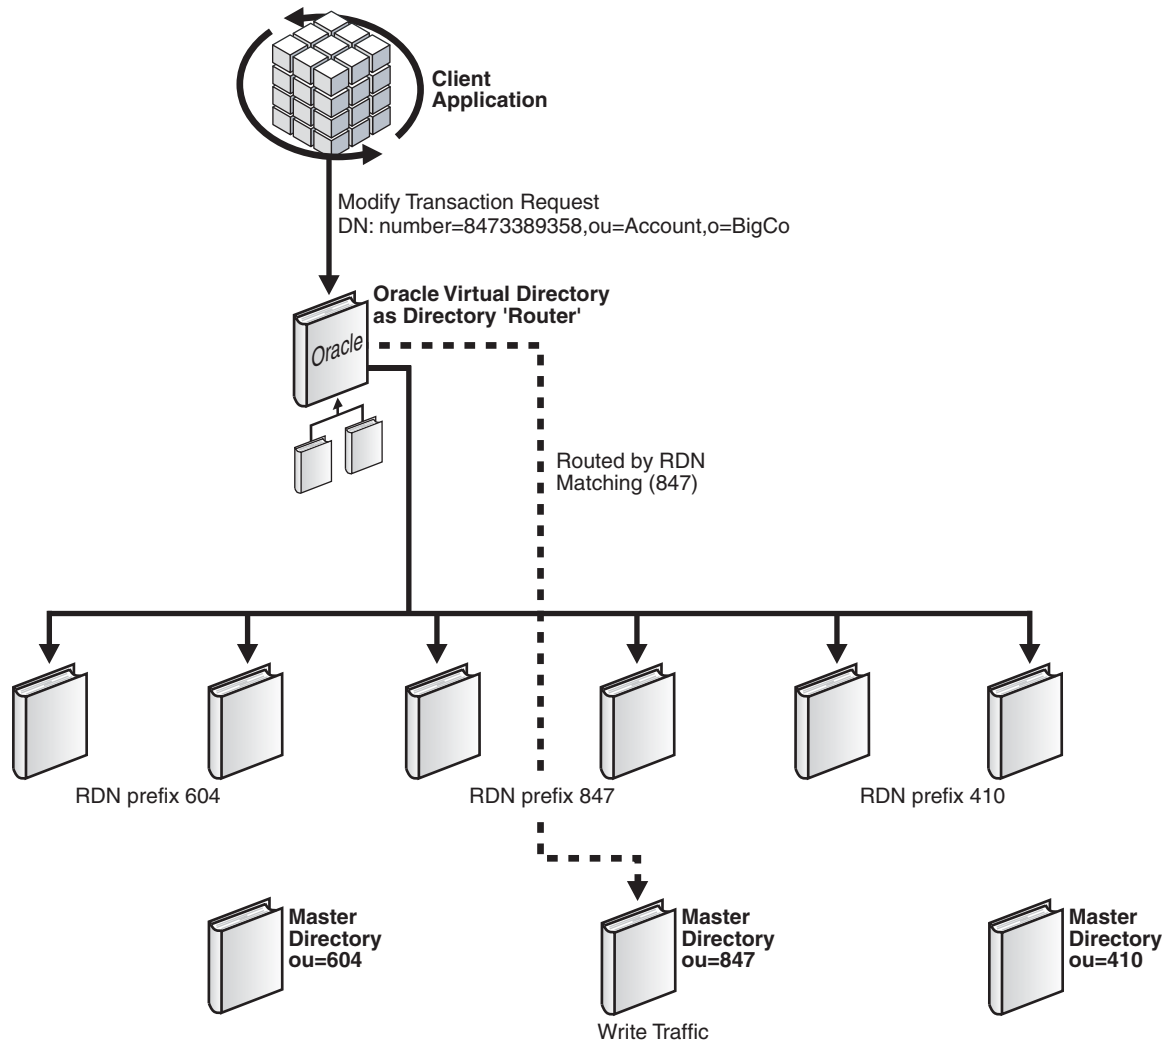 Client
Application
Modify Transaction Request
DN: number=8473389358,ou=Account,o=BigCo
Oracle Virtual Directory
as Directory 'Router'
Oracle
Routed by RDN
Matching (847)
RDN prefix 604
RDN prefix 847
RDN prefix 410
Master
Directory
ou=604
Master
Directory
ou=847
Master
Directory
ou=410
Write Traffic